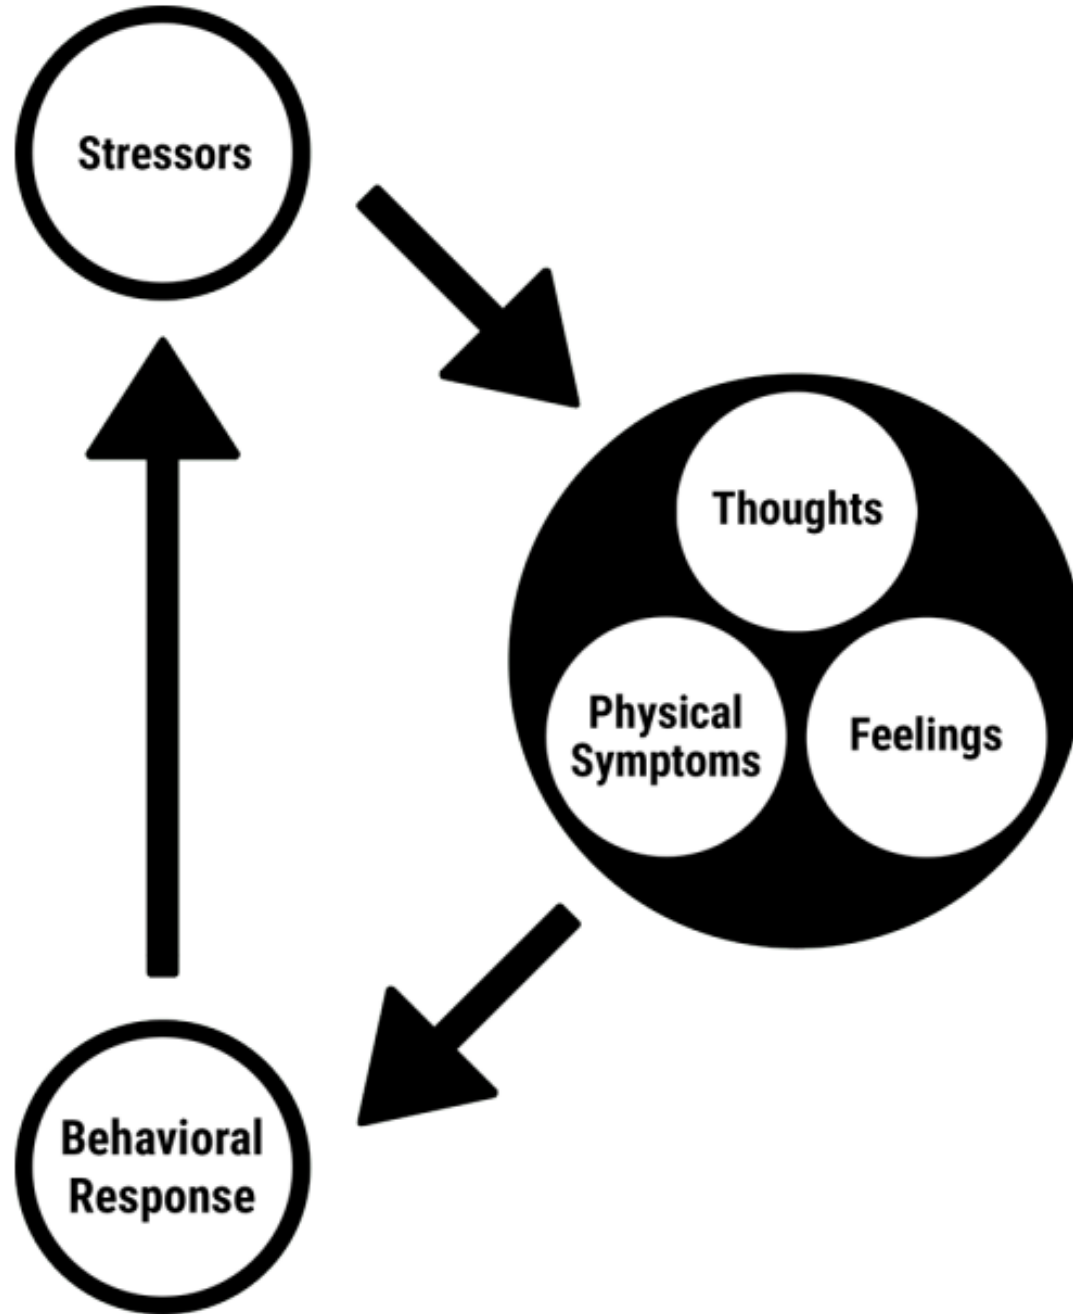 Stressors
Thoughts
Physical
Symptoms
Feelings
Behavioral
Response